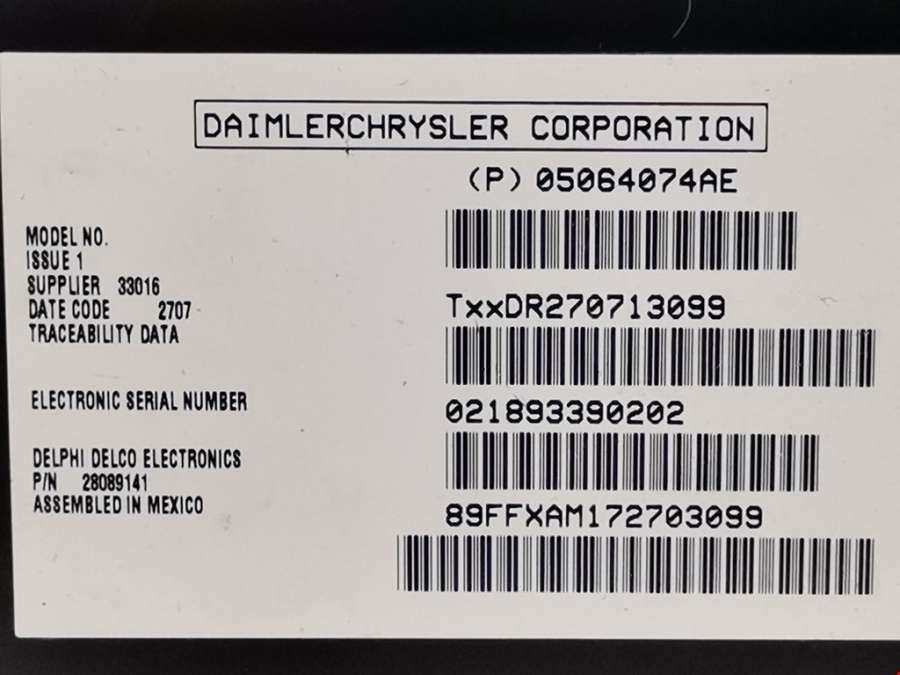 DAIMLERCHRYSLER CORPORATION
(P) 05064074AE
MODEL NO.
ISSUE 1
SUPPLIER 33016
DATE CODE 2707
TRACEABILITY DATA
TxxDR270713099
ELECTRONIC SERIAL NUMBER
021893390202
DELPHI DELCO ELECTRONICS
P/N 28089141
ASSEMBLED IN MEXICO
89FFXAM172703099